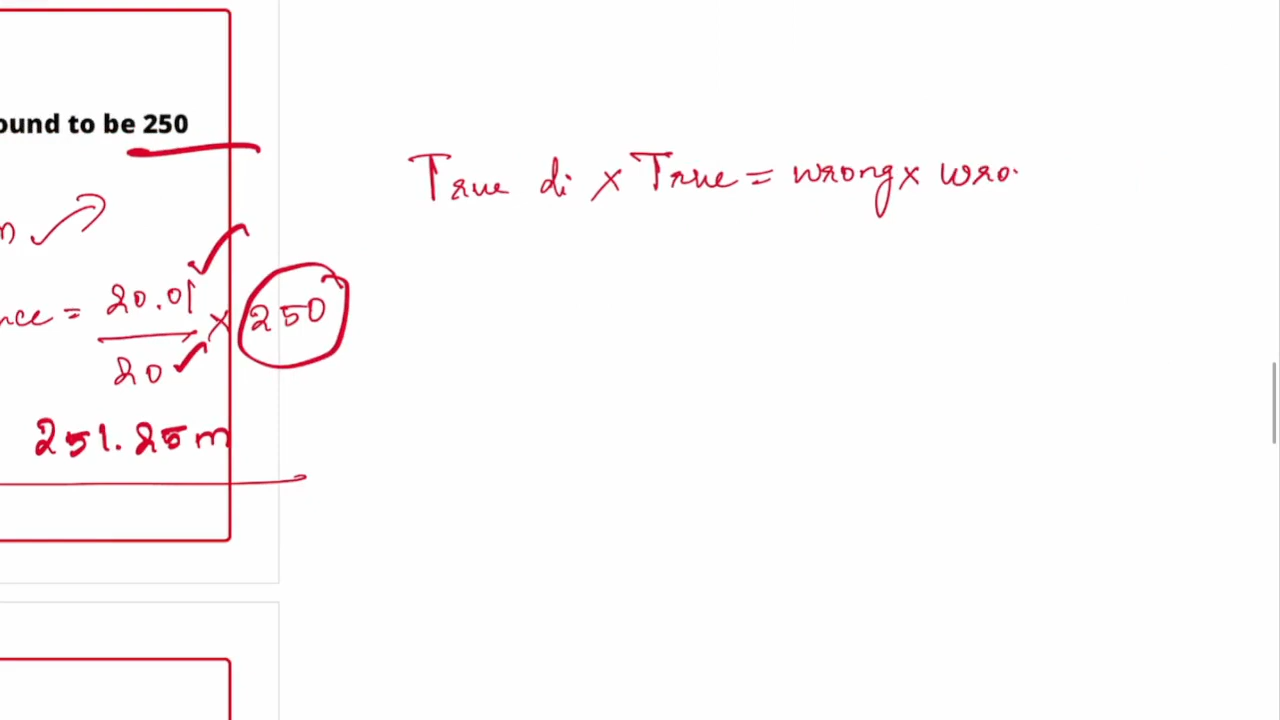 ound to be 250
True di × True = wrong × wro
n
nce = 20.01
× 250
20
251.25m